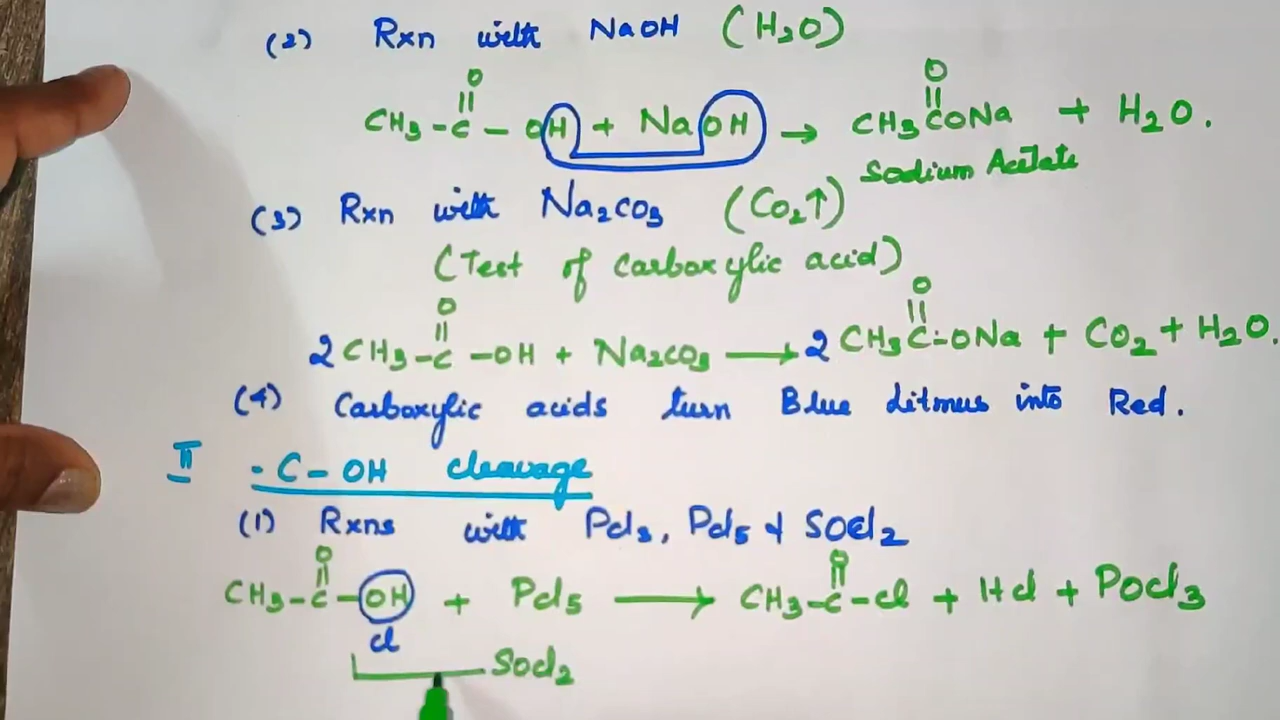 (2) Rxn with NaOH (H₂O)
O
CH₃-C-OH + NaOH → CH₃CONa + H₂O.
O
Sodium Acetate
(3) Rxn with Na₂CO₃ (CO₂↑)
(Test of carboxylic acid)
O
O
2CH₃-C-OH + Na₂CO₃ → 2CH₃C-ONa + CO₂ + H₂O.
(4) Carboxylic acids turn Blue litmus into Red.
II -C-OH cleavage
(1) Rxns with PCl₃, PCl₅ & SOCl₂
O
O
CH₃-C-OH + PCl₅ → CH₃-C-Cl + HCl + POCl₃
Cl
SOCl₂